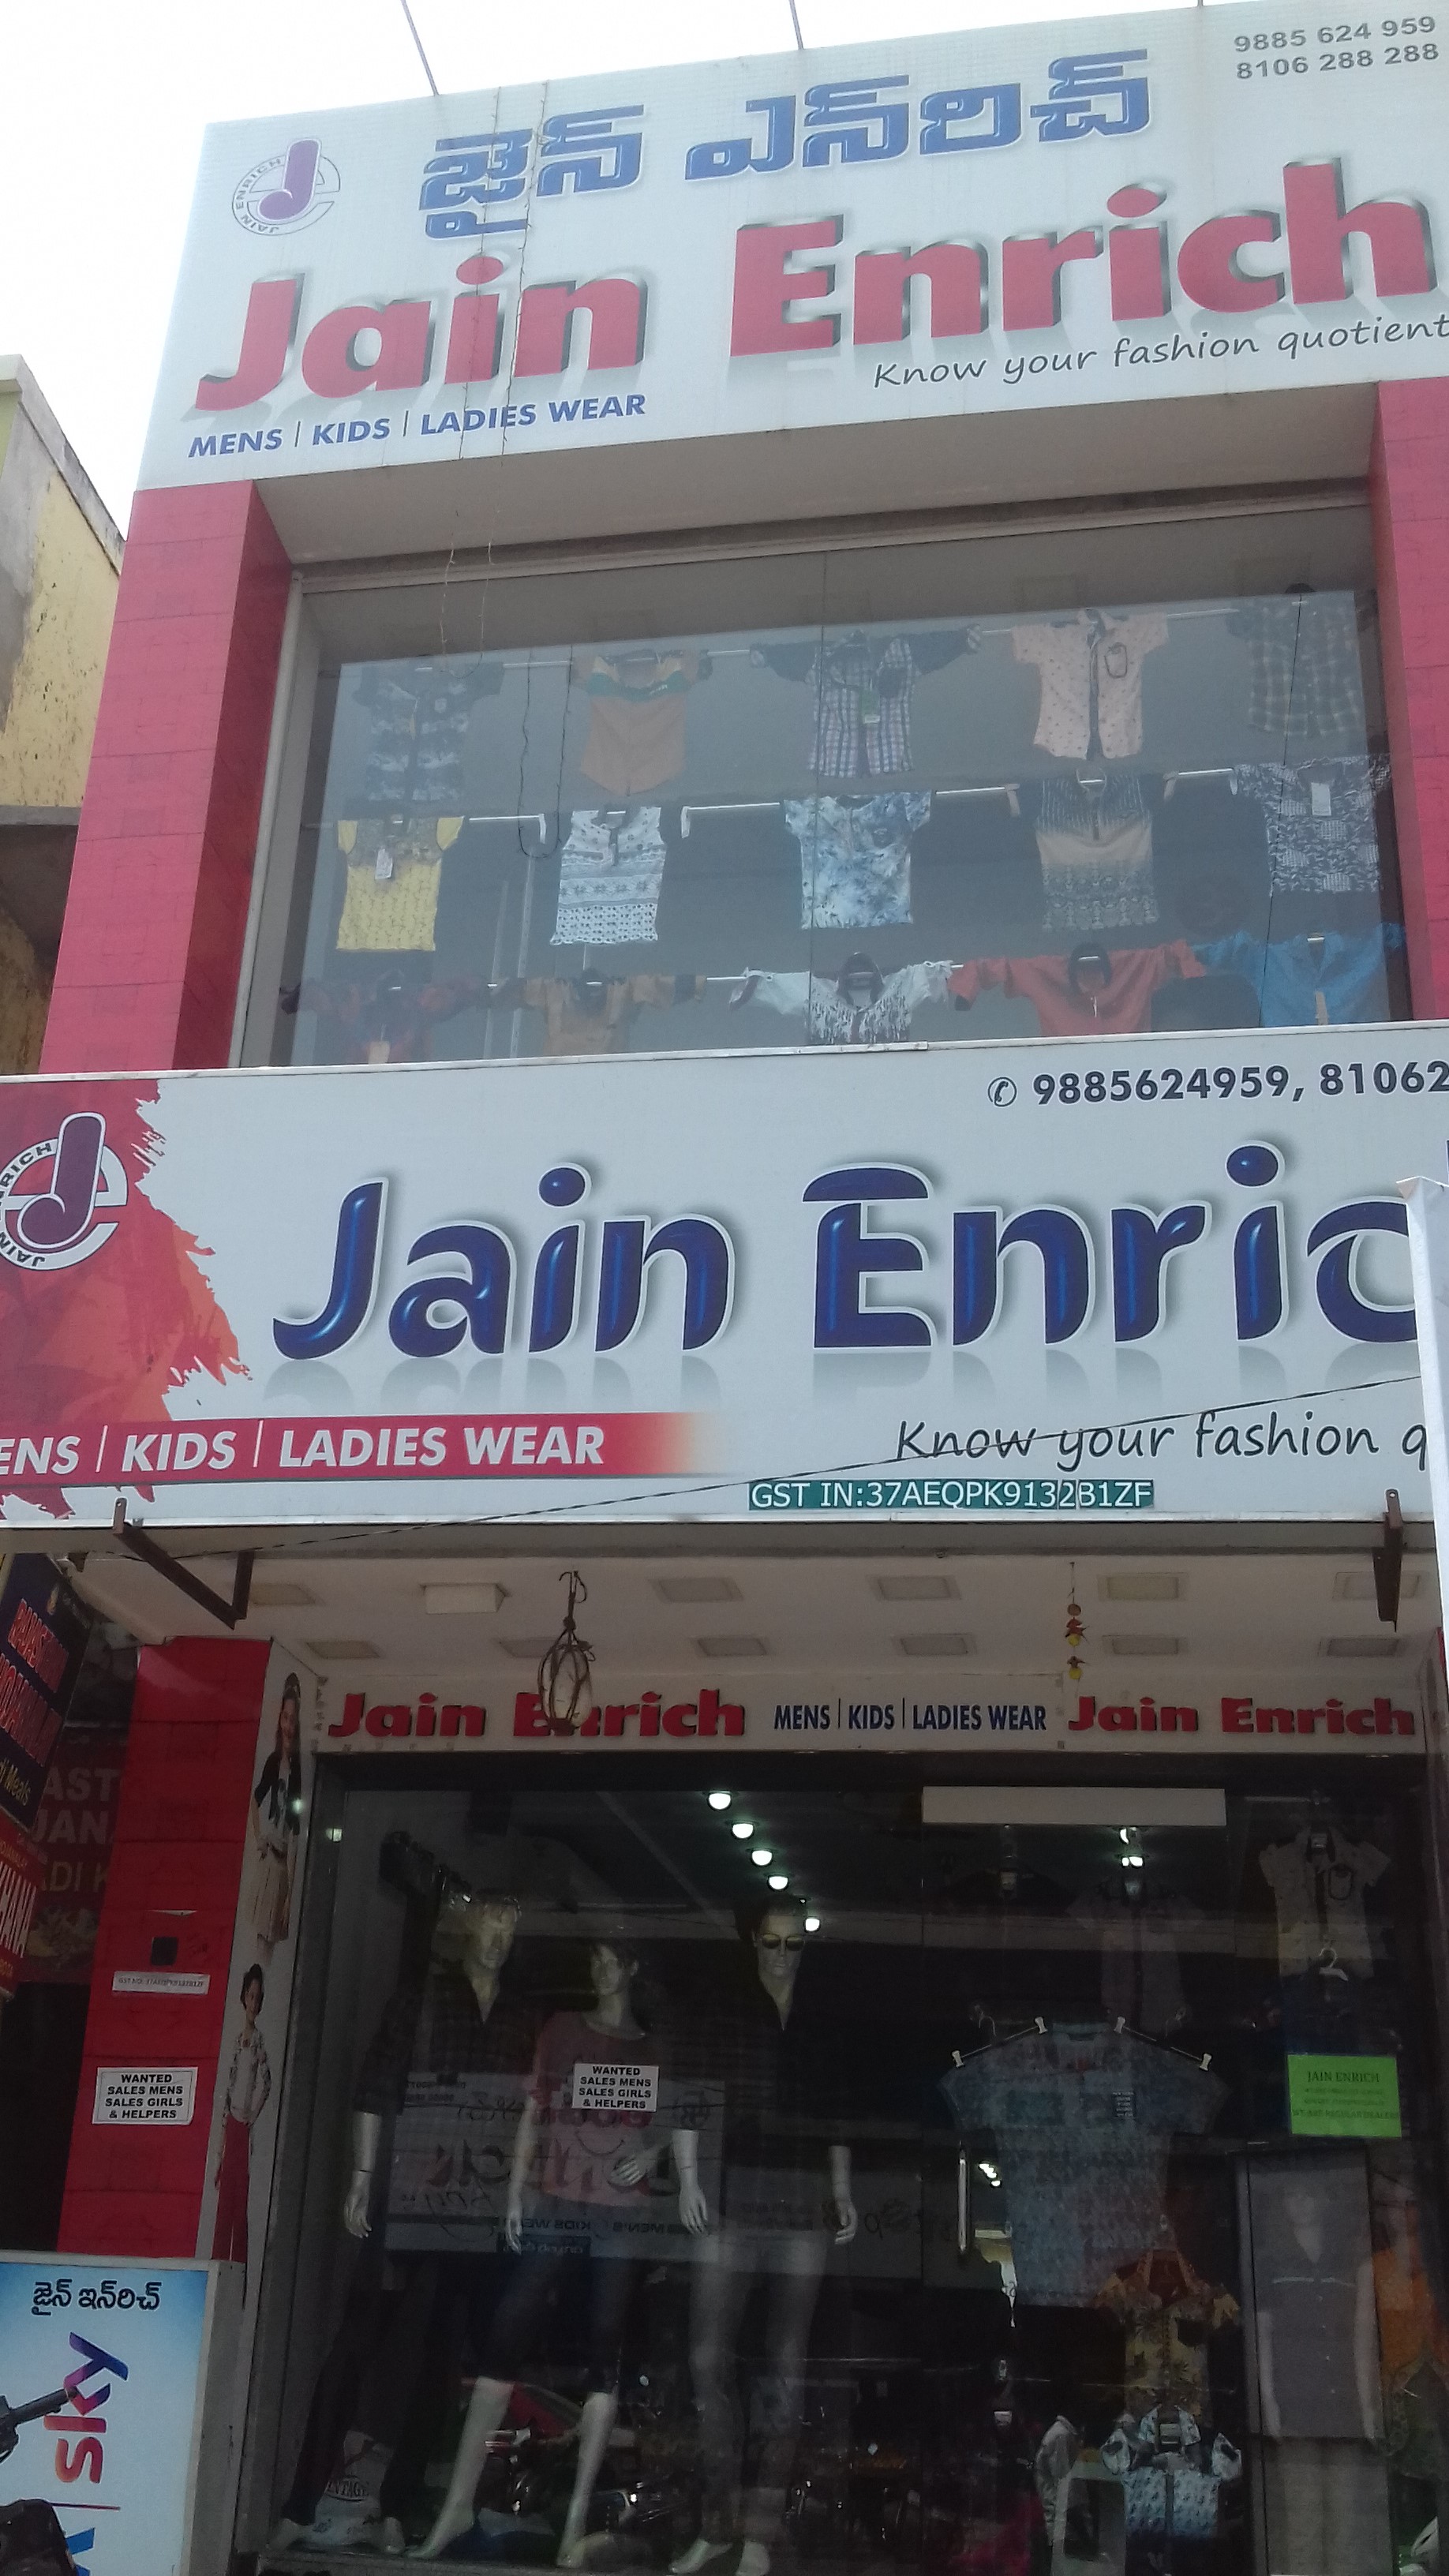 9885 624 959
8106 288 288
JAIN ENRICH
జైన్ ఎన్‌రిచ్
Jain Enrich
Know your fashion quotient
MENS | KIDS | LADIES WEAR
9885624959, 81062
JAIN ENRICH
Jain Enric
ENS | KIDS | LADIES WEAR
Know your fashion q
GST IN:37AEQPK9132B1ZF
Jain Enrich MENS | KIDS | LADIES WEAR Jain Enrich
WANTED
SALES MENS
SALES GIRLS
& HELPERS
WANTED
SALES MENS
SALES GIRLS
& HELPERS
JAIN ENRICH
జైన్ ఇన్‌రిచ్
sky